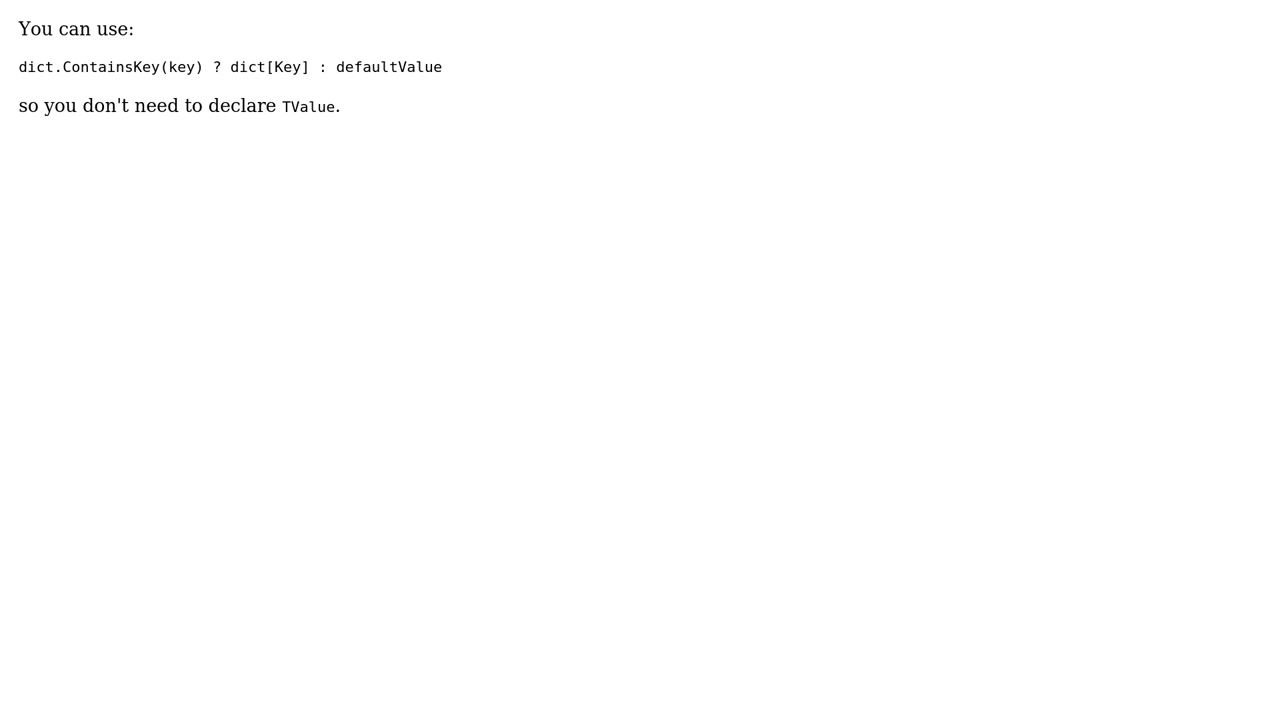 You can use:
dict.ContainsKey(key) ? dict[Key] : defaultValue
so you don't need to declare TValue.